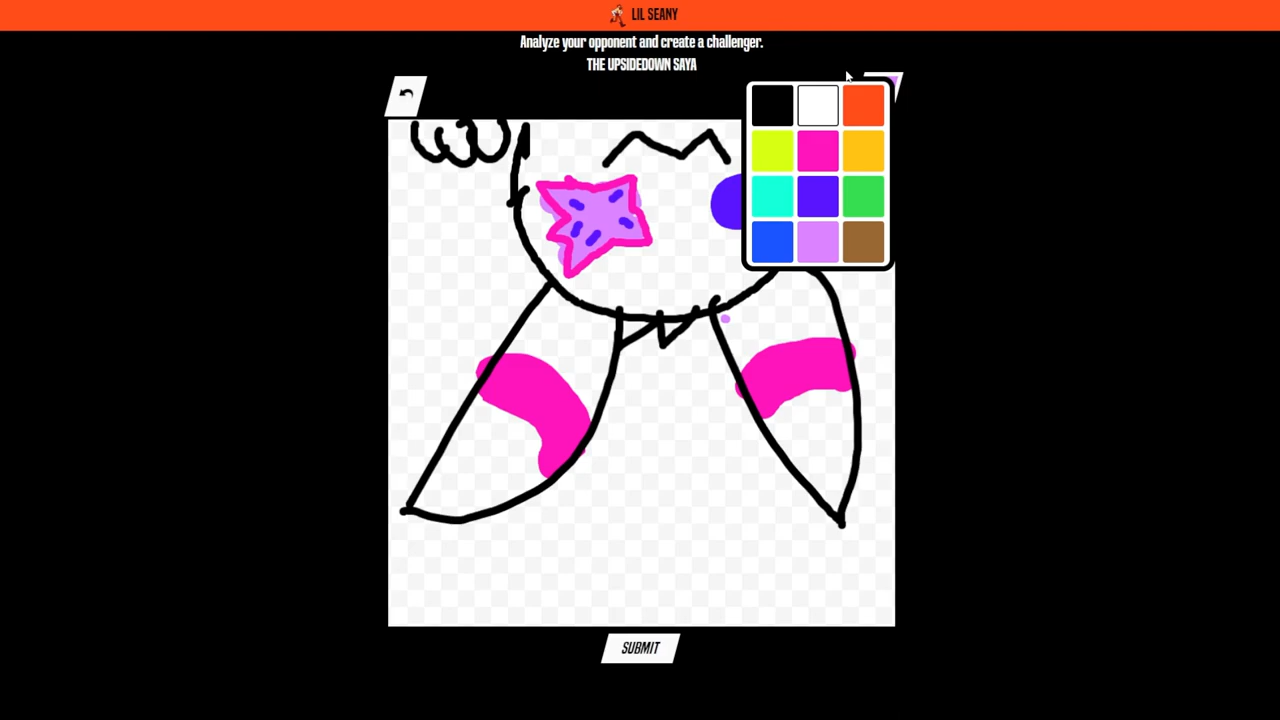 LIL SEANY
Analyze your opponent and create a challenger.
THE UPSIDEDOWN SAYA
SUBMIT